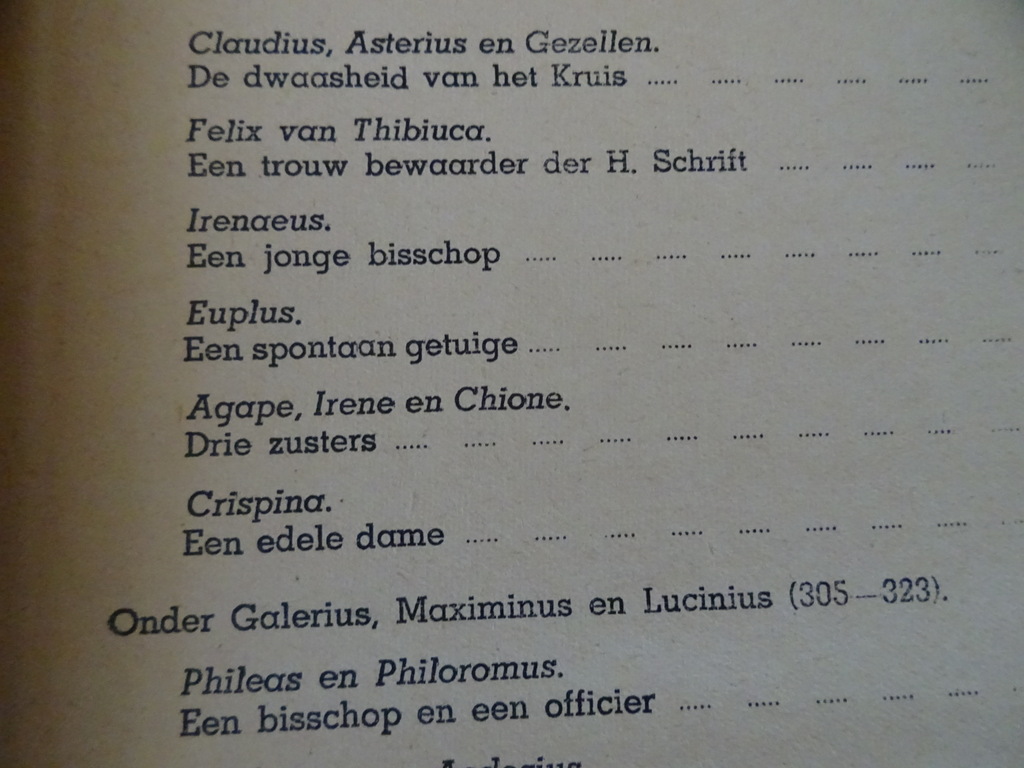 Claudius, Asterius en Gezellen.
De dwaasheid van het Kruis ..... ..... ..... ..... ..... .....
Felix van Thibiuca.
Een trouw bewaarder der H. Schrift ..... ..... ..... .....
Irenaeus.
Een jonge bisschop ..... ..... ..... ..... ..... ..... ..... .....
Euplus.
Een spontaan getuige ..... ..... ..... ..... ..... ..... ..... .....
Agape, Irene en Chione.
Drie zusters ..... ..... ..... ..... ..... ..... ..... ..... ..... .....
Crispina.
Een edele dame ..... ..... ..... ..... ..... ..... ..... ..... .....
Onder Galerius, Maximinus en Lucinius (305—323).
Phileas en Philoromus.
Een bisschop en een officier ..... ..... ..... ..... ..... .....